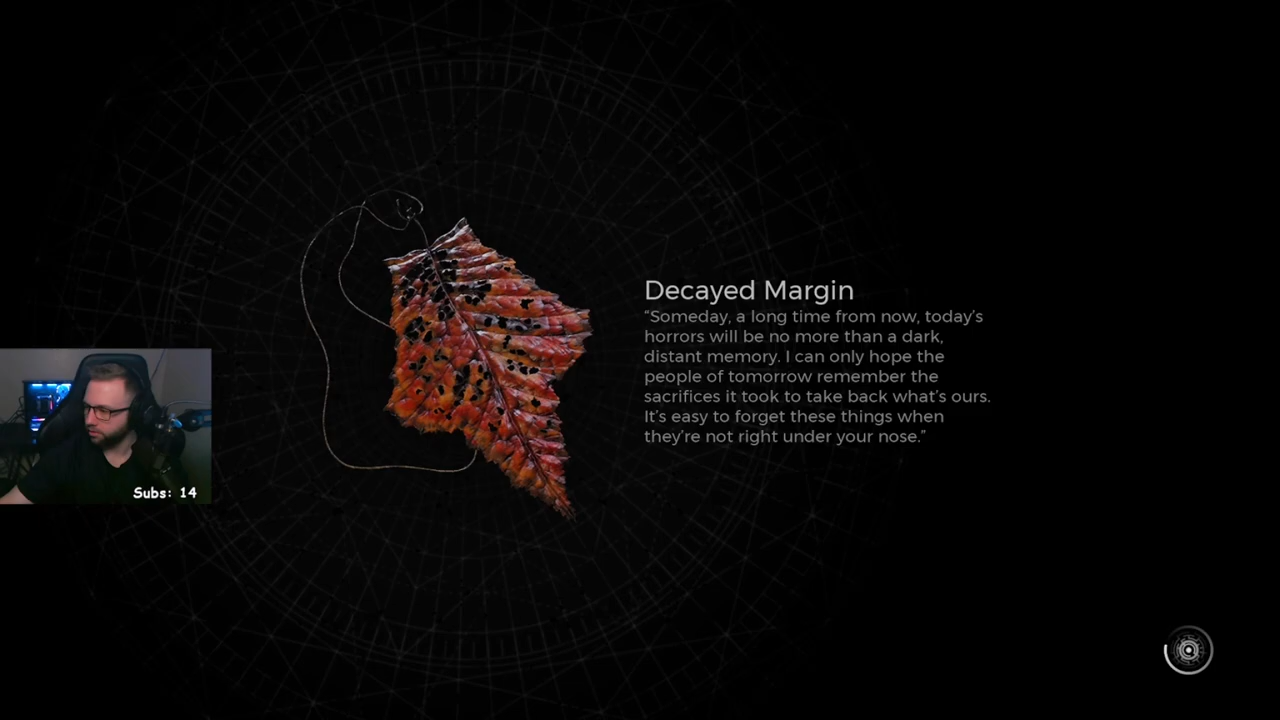 Decayed Margin
“Someday, a long time from now, today’s
horrors will be no more than a dark,
distant memory. I can only hope the
people of tomorrow remember the
sacrifices it took to take back what’s ours.
It’s easy to forget these things when
they’re not right under your nose.”
Subs: 14